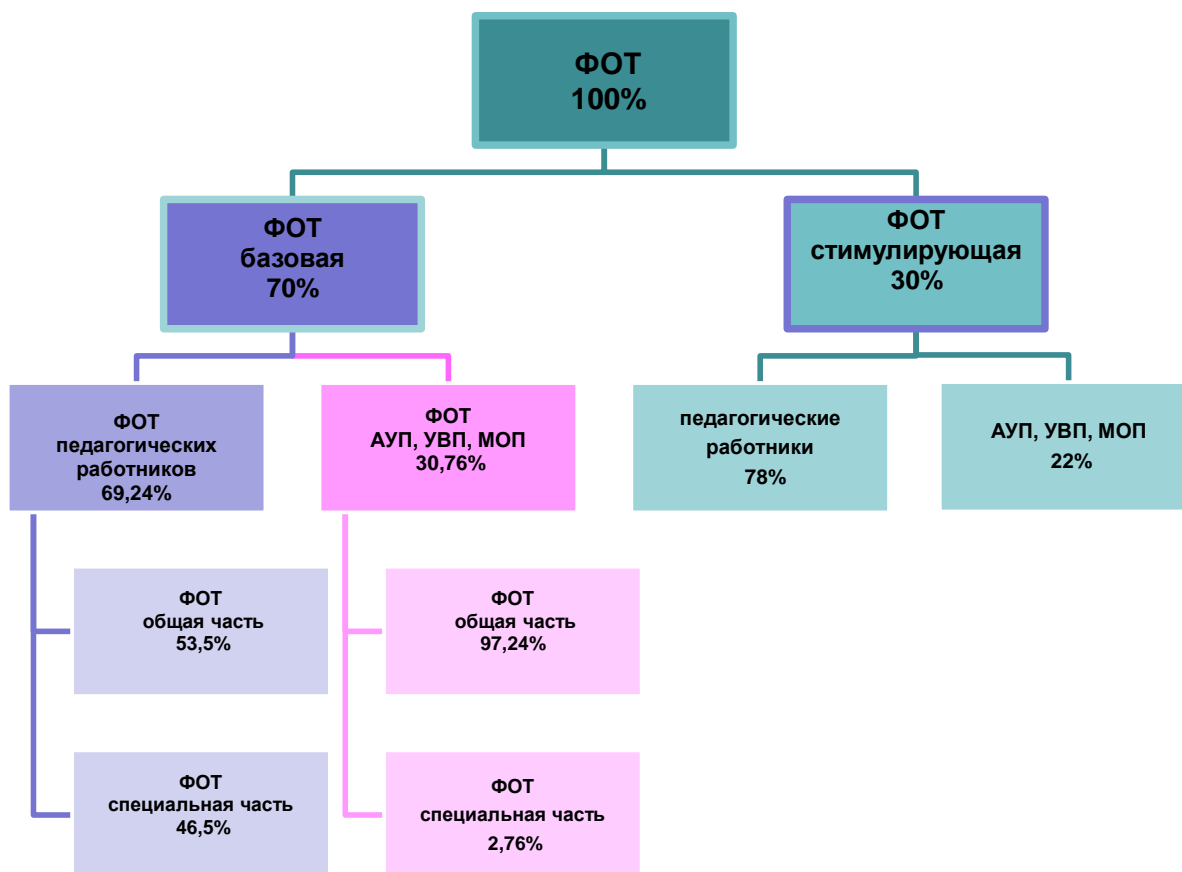 ФОТ
100%
ФОТ
базовая
70%
ФОТ
стимулирующая
30%
ФОТ
педагогических
работников
69,24%
ФОТ
АУП, УВП, МОП
30,76%
педагогические
работники
78%
АУП, УВП, МОП
22%
ФОТ
общая часть
53,5%
ФОТ
общая часть
97,24%
ФОТ
специальная часть
46,5%
ФОТ
специальная часть
2,76%